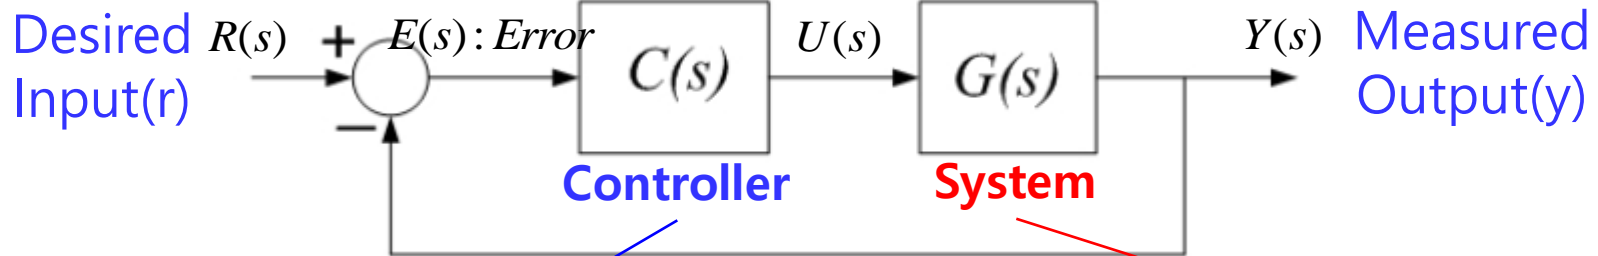 Desired
Input(r)
R(s)
+
−
E(s) : Error
C(s)
Controller
U(s)
G(s)
System
Y(s)
Measured
Output(y)